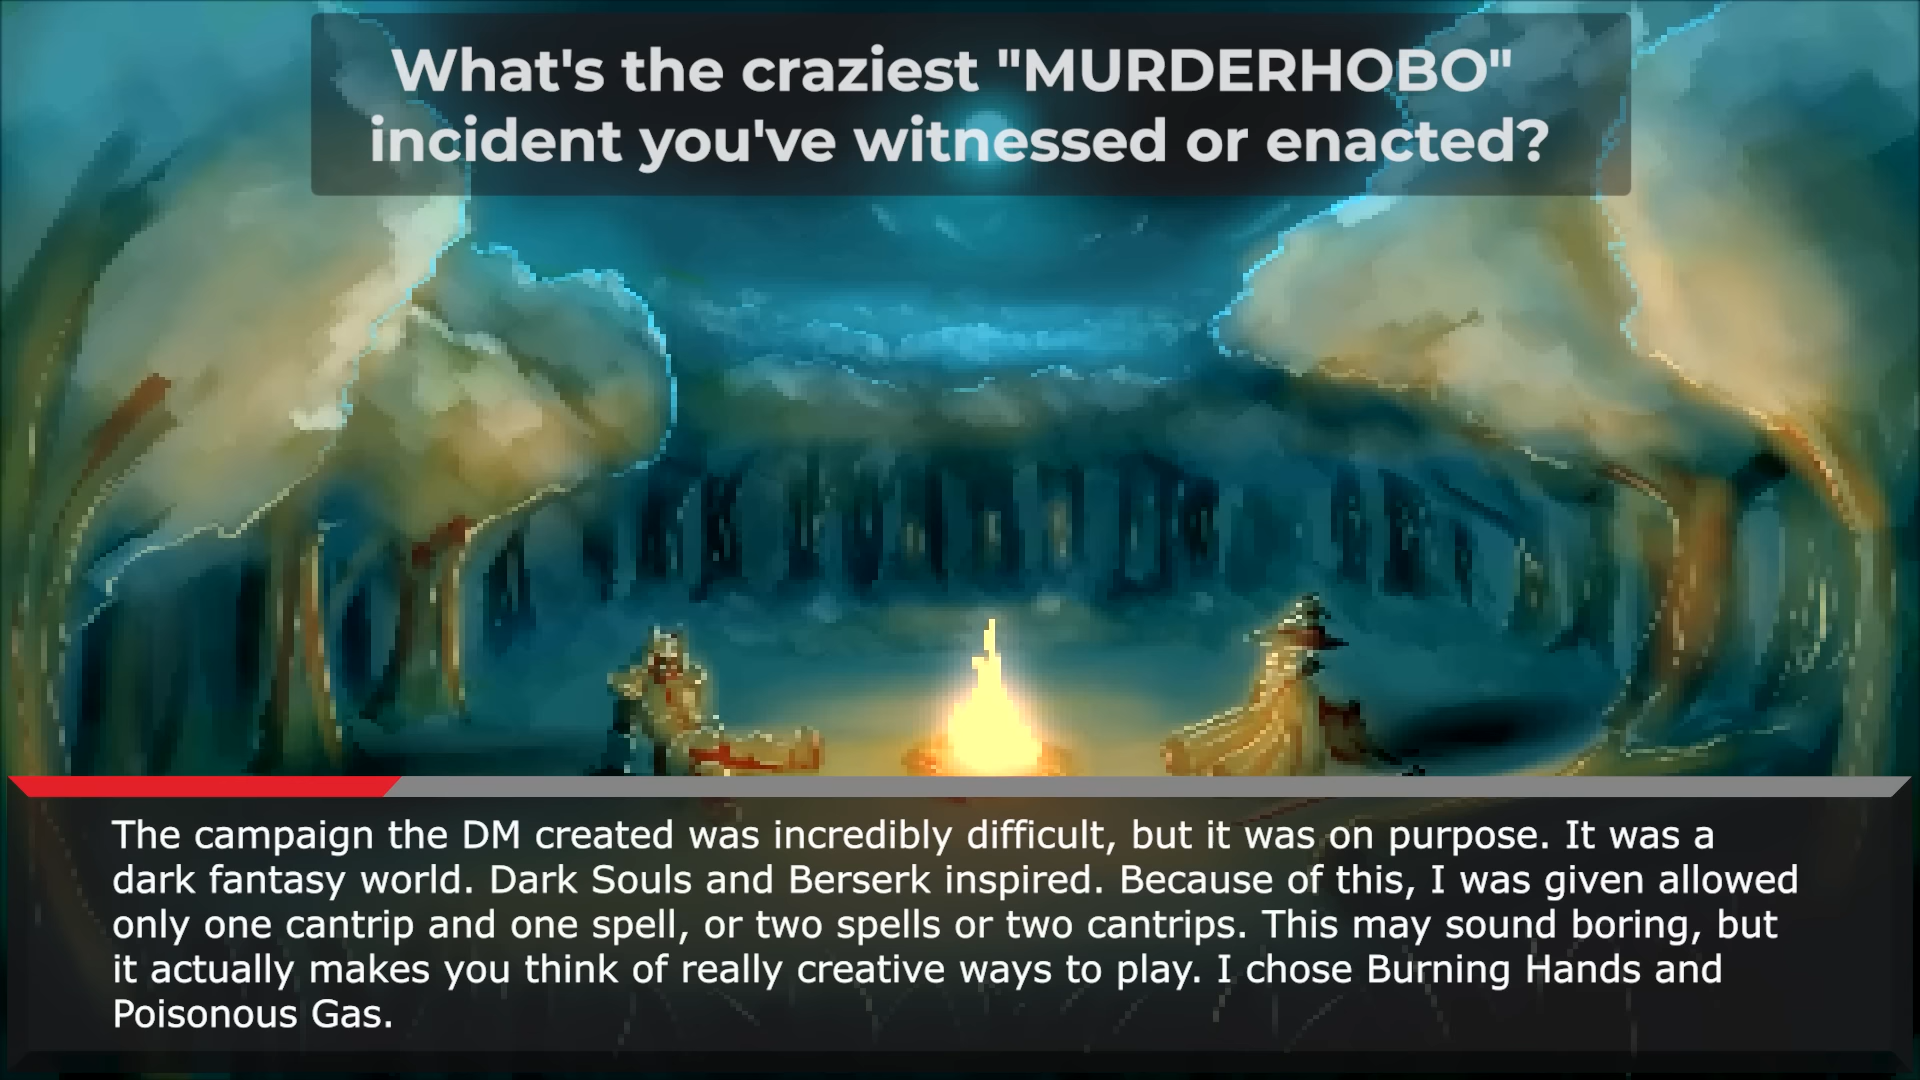 What's the craziest "MURDERHOBO"
incident you've witnessed or enacted?
The campaign the DM created was incredibly difficult, but it was on purpose. It was a
dark fantasy world. Dark Souls and Berserk inspired. Because of this, I was given allowed
only one cantrip and one spell, or two spells or two cantrips. This may sound boring, but
it actually makes you think of really creative ways to play. I chose Burning Hands and
Poisonous Gas.